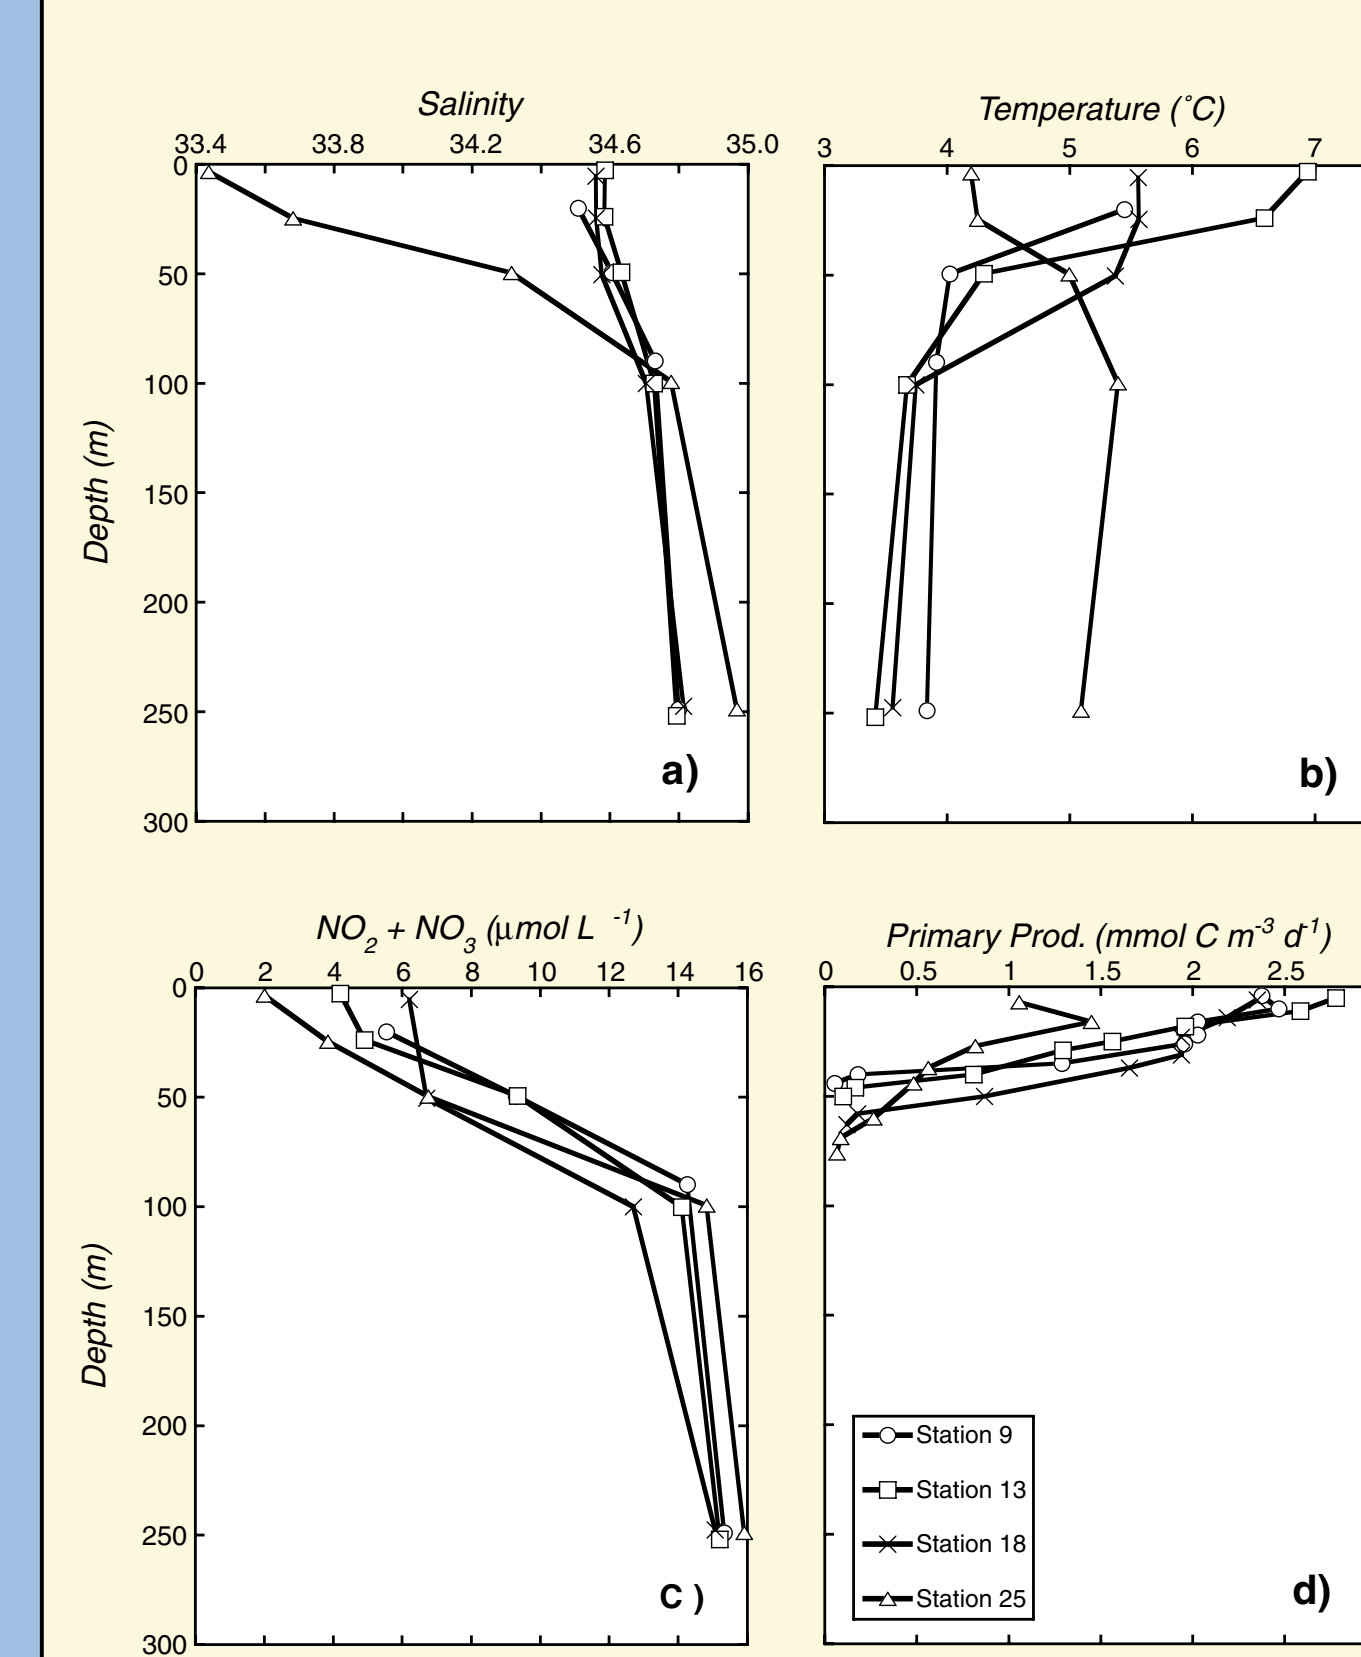 Salinity
33.4 33.8 34.2 34.6 35.0
0
50
100
150
200
250
300
Depth (m)
a)
Temperature (˚C)
3 4 5 6 7
b)
NO2 + NO3 (μmol L -1)
0 2 4 6 8 10 12 14 16
0
50
100
150
200
250
300
Depth (m)
c )
Primary Prod. (mmol C m-3 d-1)
0 0.5 1 1.5 2 2.5
Station 9
Station 13
Station 18
Station 25
d)